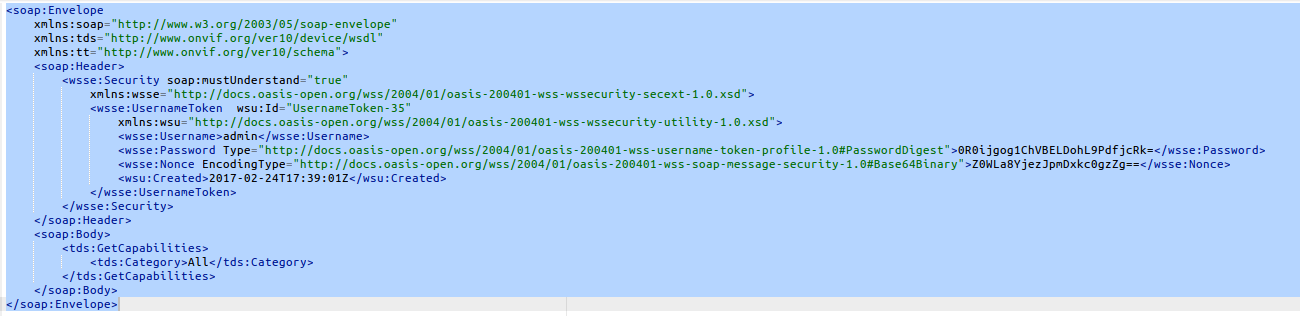 <soap:Envelope
xmlns:soap="http://www.w3.org/2003/05/soap-envelope"
xmlns:tds="http://www.onvif.org/ver10/device/wsdl"
xmlns:tt="http://www.onvif.org/ver10/schema">
<soap:Header>
<wsse:Security soap:mustUnderstand="true"
xmlns:wsse="http://docs.oasis-open.org/wss/2004/01/oasis-200401-wss-wssecurity-secext-1.0.xsd">
<wsse:UsernameToken  wsu:Id="UsernameToken-35"
xmlns:wsu="http://docs.oasis-open.org/wss/2004/01/oasis-200401-wss-wssecurity-utility-1.0.xsd">
<wsse:Username>admin</wsse:Username>
<wsse:Password Type="http://docs.oasis-open.org/wss/2004/01/oasis-200401-wss-username-token-profile-1.0#PasswordDigest">0R0ijgog1ChVBELDohL9PdfjcRk=</wsse:Password>
<wsse:Nonce EncodingType="http://docs.oasis-open.org/wss/2004/01/oasis-200401-wss-soap-message-security-1.0#Base64Binary">Z0WLa8YjezJpmDxkc0gzZg==</wsse:Nonce>
<wsu:Created>2017-02-24T17:39:01Z</wsu:Created>
</wsse:UsernameToken>
</wsse:Security>
</soap:Header>
<soap:Body>
<tds:GetCapabilities>
<tds:Category>All</tds:Category>
</tds:GetCapabilities>
</soap:Body>
</soap:Envelope>